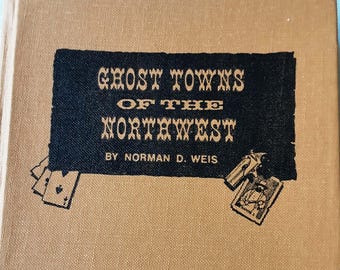 GHOST TOWNS
OF THE
NORTHWEST
BY NORMAN D. WEIS